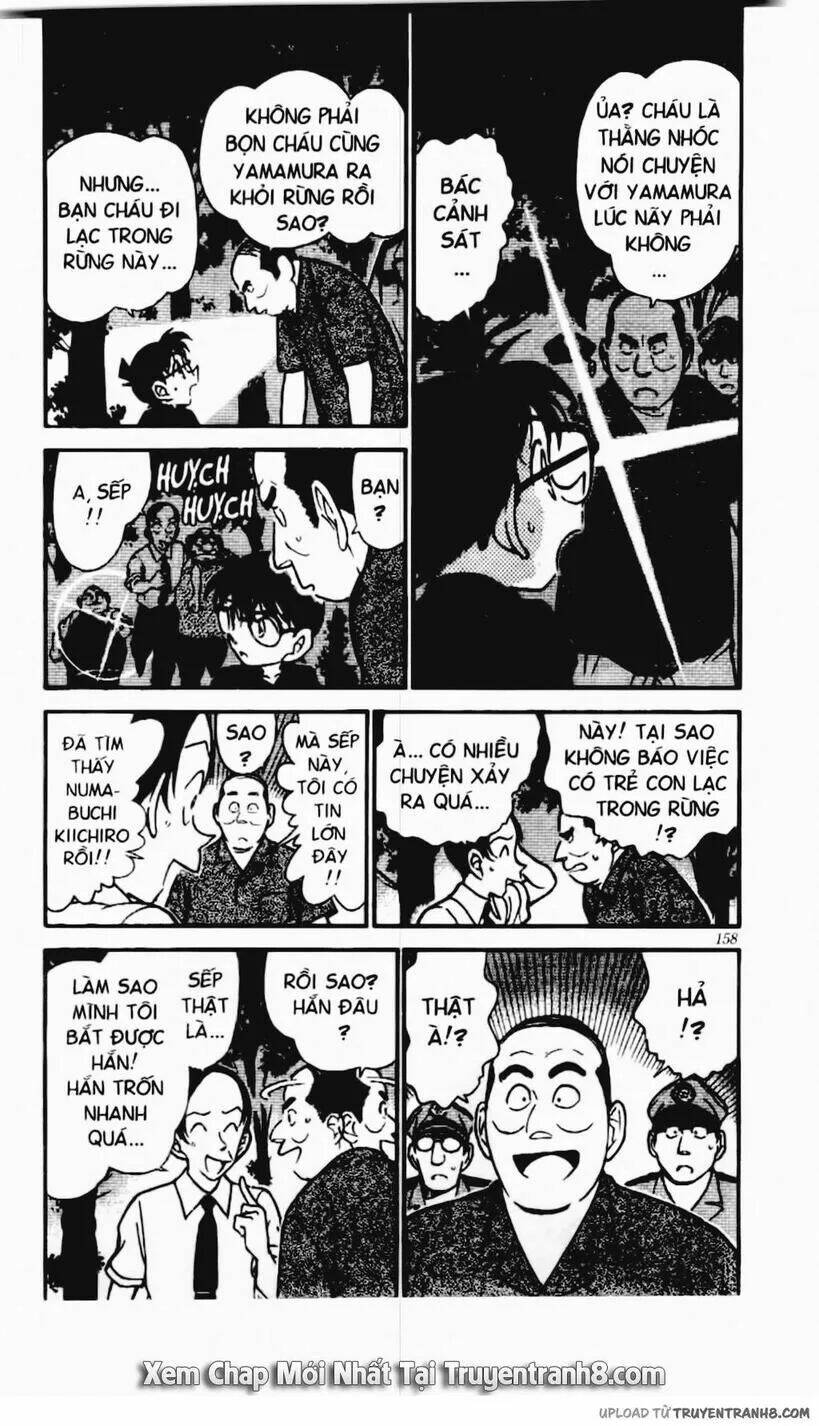 ỦA? CHÁU LÀ
THẰNG NHÓC
NÓI CHUYỆN
VỚI YAMAMURA
LÚC NÃY PHẢI
KHÔNG
...
BÁC
CẢNH
SÁT
...
KHÔNG PHẢI
BỌN CHÁU CÙNG
YAMAMURA RA
KHỎI RỪNG RỒI
SAO?
NHƯNG...
BẠN CHÁU ĐI
LẠC TRONG
RỪNG NÀY...
BẠN
?
HUỴCH
HUỴCH
A, SẾP
!!
NÀY! TẠI SAO
KHÔNG BÁO VIỆC
CÓ TRẺ CON LẠC
TRONG RỪNG
!?
À... CÓ NHIỀU
CHUYỆN XẢY
RA QUÁ...
MÀ SẾP
NÀY,
TÔI CÓ
TIN
LỚN
ĐÂY
!!
SAO
?
ĐÃ TÌM
THẤY
NUMA-
BUCHI
KIICHIRO
RỒI!!
158
HẢ
!?
THẬT
À!?
RỒI SAO?
HẮN ĐÂU
?
SẾP
THẬT
LÀ...
LÀM SAO
MÌNH TÔI
BẮT ĐƯỢC
HẮN!
HẮN TRỐN
NHANH
QUÁ...
Xem Chap Mới Nhất Tại Truyentranh8.com
UPLOAD TỪ TRUYENTRANH8.COM